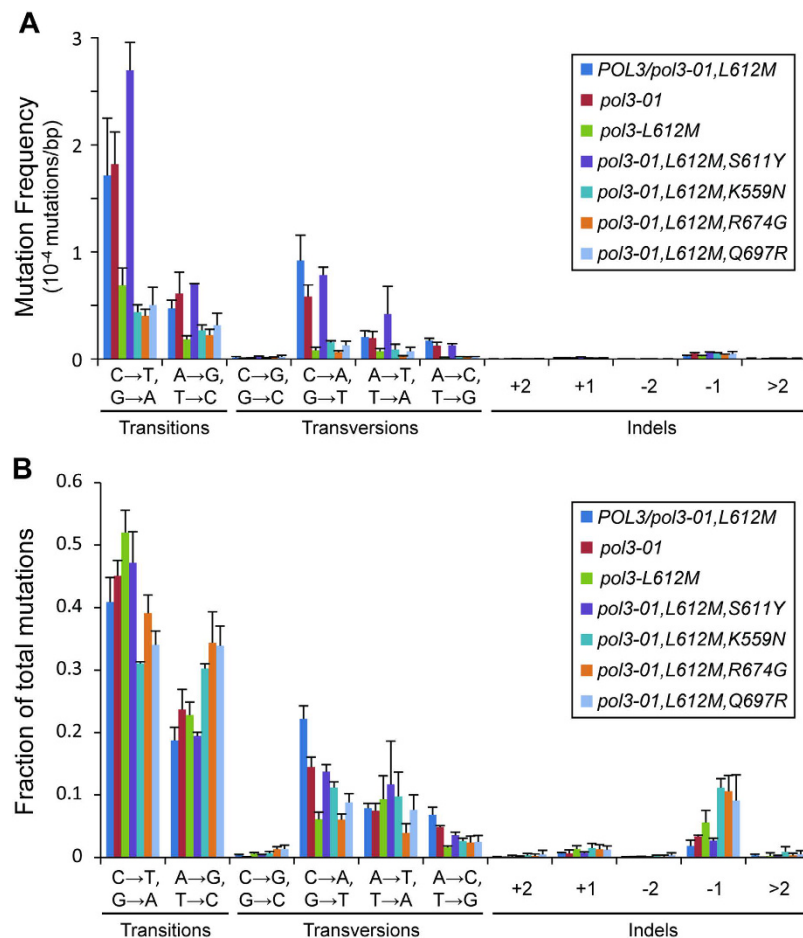 A
Mutation Frequency
(10⁻⁴ mutations/bp)
3
2
1
0
POL3/pol3-01,L612M
pol3-01
pol3-L612M
pol3-01,L612M,S611Y
pol3-01,L612M,K559N
pol3-01,L612M,R674G
pol3-01,L612M,Q697R
C→T, A→G, C→G, C→A, A→T, A→C, +2 +1 -2 -1 >2
G→A T→C G→C G→T T→A T→G
Transitions Transversions Indels
B
Fraction of total mutations
0.6
0.5
0.4
0.3
0.2
0.1
0
POL3/pol3-01,L612M
pol3-01
pol3-L612M
pol3-01,L612M,S611Y
pol3-01,L612M,K559N
pol3-01,L612M,R674G
pol3-01,L612M,Q697R
C→T, A→G, C→G, C→A, A→T, A→C, +2 +1 -2 -1 >2
G→A T→C G→C G→T T→A T→G
Transitions Transversions Indels